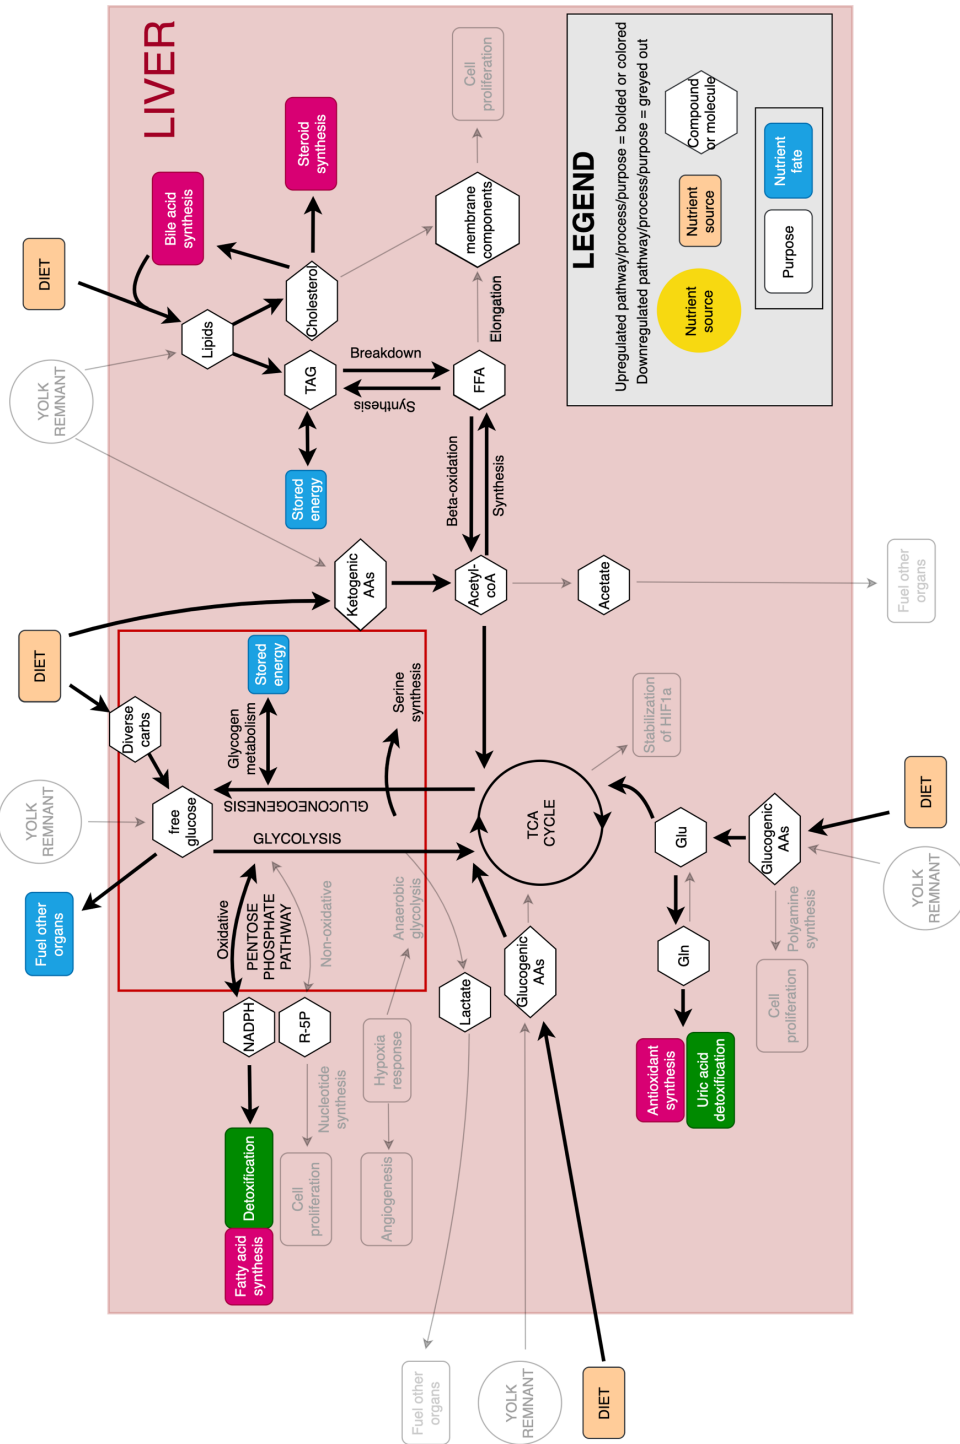 LIVER
DIET
YOLK
REMNANT
Lipids
Bile acid
synthesis
Steroid
synthesis
Cholesterol
TAG
Stored
energy
Breakdown
Synthesis
FFA
Elongation
membrane
components
Cell
proliferation
Beta-oxidation
Synthesis
DIET
Ketogenic
AAs
Acetyl-
coA
Acetate
Fuel other
organs
Diverse
carbs
YOLK
REMNANT
free
glucose
Fuel other
organs
Glycogen
metabolism
Stored
energy
GLUCONEOGENESIS
GLYCOLYSIS
Serine
synthesis
Oxidative
PENTOSE
PHOSPHATE
PATHWAY
Non-oxidative
Anaerobic
glycolysis
NADPH
R-5P
Detoxification
Fatty acid
synthesis
Nucleotide
synthesis
Cell
proliferation
Hypoxia
response
Angiogenesis
Lactate
Fuel other
organs
Glucogenic
AAs
YOLK
REMNANT
DIET
TCA
CYCLE
Stabilization
of HIF1a
Glu
Gln
Antioxidant
synthesis
Uric acid
detoxification
Glucogenic
AAs
Polyamine
synthesis
Cell
proliferation
DIET
YOLK
REMNANT
LEGEND
Upregulated pathway/process/purpose = bolded or colored
Downregulated pathway/process/purpose = greyed out
Nutrient
source
Nutrient
source
Compound
or molecule
Purpose
Nutrient
fate